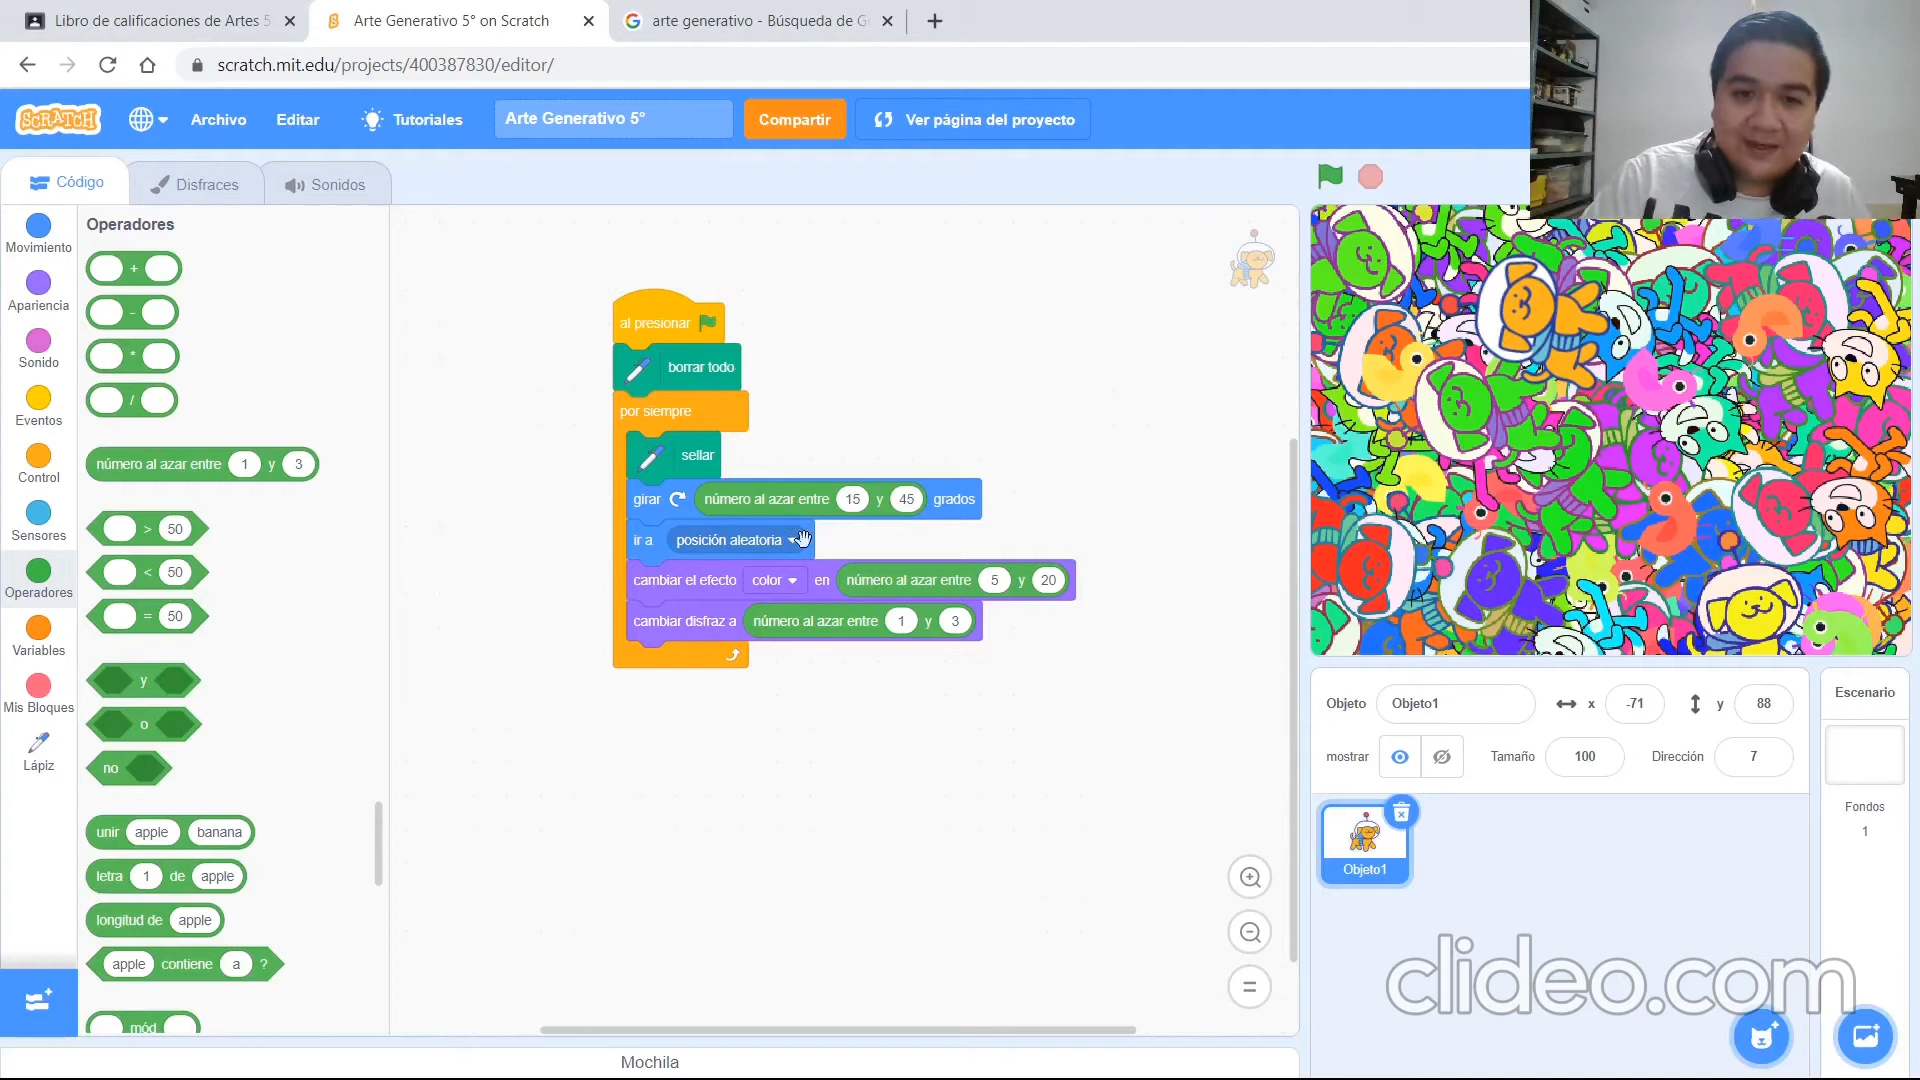 Libro de calificaciones de Artes 5
Arte Generativo 5° on Scratch
arte generativo - Búsqueda de G
scratch.mit.edu/projects/400387830/editor/
SCRATCH
Archivo
Editar
Tutoriales
Arte Generativo 5°
Compartir
Ver página del proyecto
Código
Disfraces
Sonidos
Movimiento
Apariencia
Sonido
Eventos
Control
Sensores
Operadores
Variables
Mis Bloques
Lápiz
Operadores
+
-
*
/
número al azar entre 1 y 3
> 50
< 50
= 50
y
o
no
unir apple banana
letra 1 de apple
longitud de apple
apple contiene a ?
mód
al presionar
borrar todo
por siempre
sellar
girar número al azar entre 15 y 45 grados
ir a posición aleatoria
cambiar el efecto color en número al azar entre 5 y 20
cambiar disfraz a número al azar entre 1 y 3
=
Mochila
Objeto Objeto1 x -71 y 88
mostrar Tamaño 100 Dirección 7
Objeto1
Escenario
Fondos
1
clideo.com